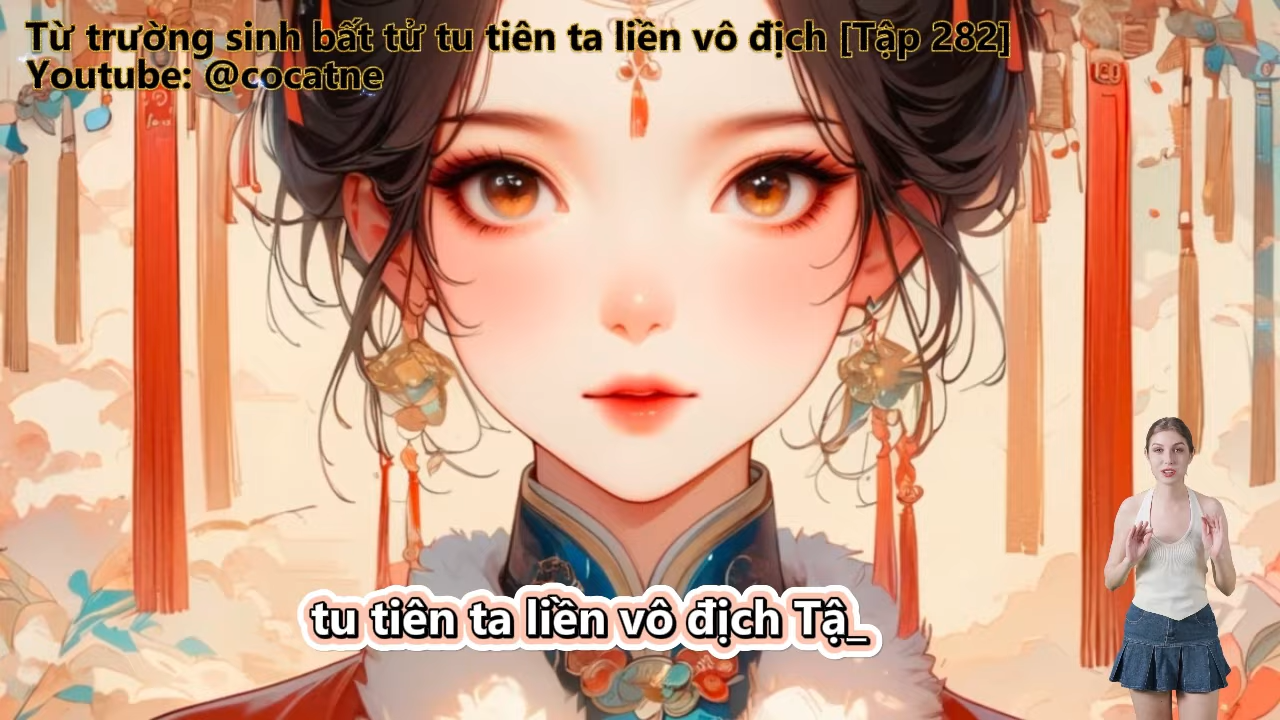 Từ trường sinh bất tử tu tiên ta liền vô địch [Tập 282]
Youtube: @cocatne
tu tiên ta liền vô địch Tậ_